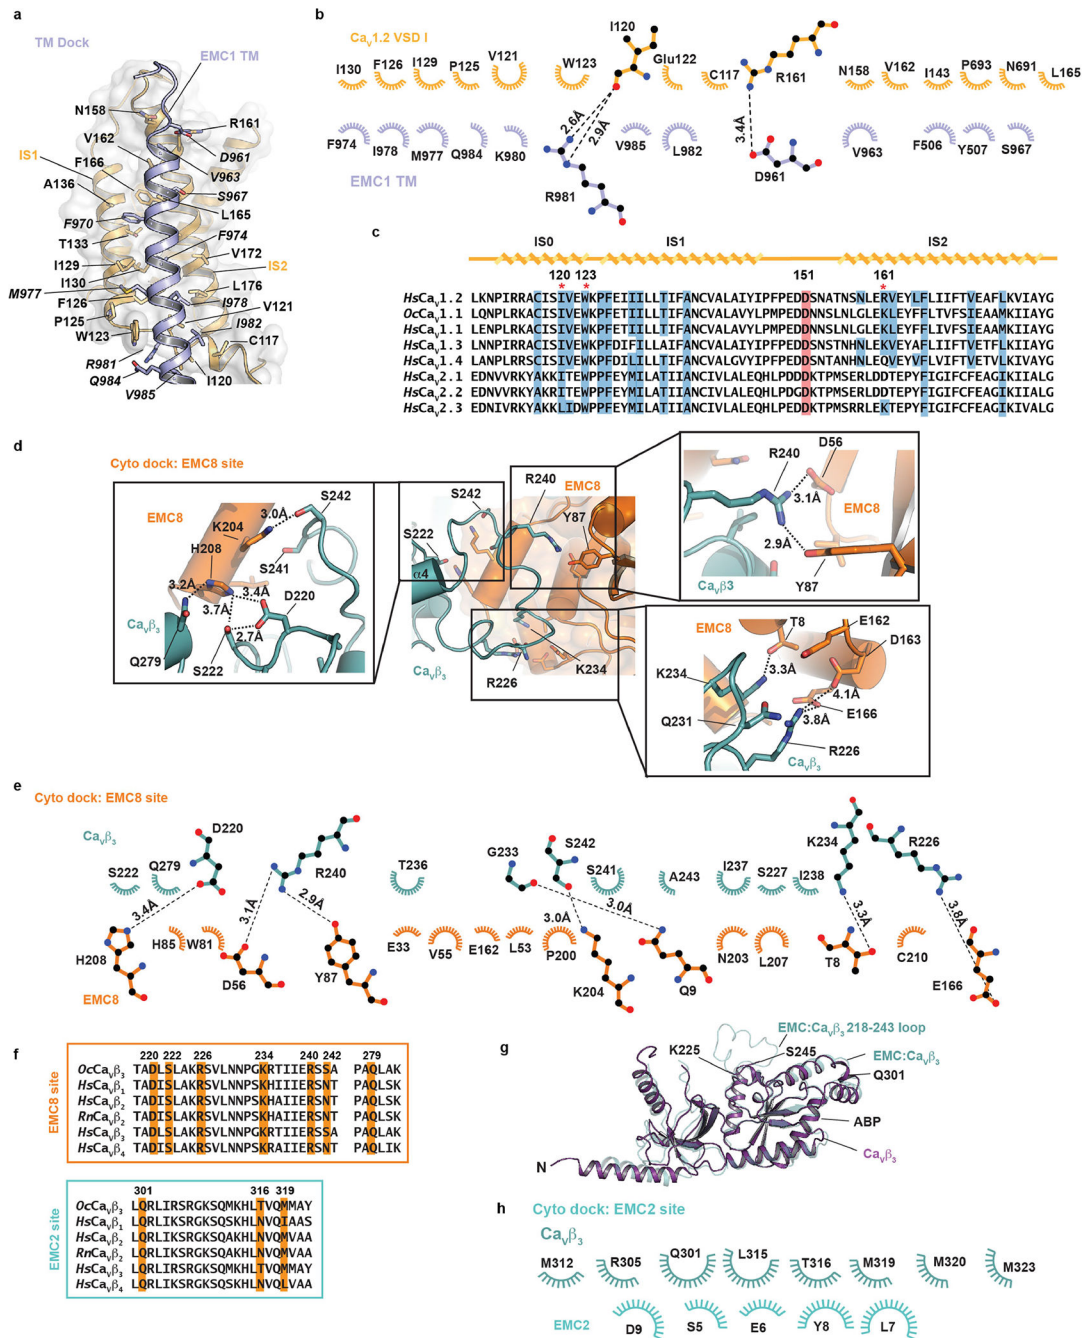 a
TM Dock
EMC1 TM
N158
R161
V162
D961
IS1
F166
V963
A136
S967
L165
F970
F974
T133
V172
I129
IS2
I130
L176
M977
I978
F126
V121
P125
I982
W123
C117
R981
Q984
I120
V985
b
CaV1.2 VSD I
I120
I130
F126
I129
P125
V121
W123
Glu122
C117
R161
N158
V162
I143
P693
N691
L165
2.6Å
2.9Å
3.4Å
F974
I978
M977
Q984
K980
V985
L982
D961
V963
F506
Y507
S967
EMC1 TM
R981
c
IS0
IS1
IS2
120 123
151
161
* *
*
HsCaV1.2 LKNPIRRACISIVEWKPFEIIILLTIFANCVALAIYIPFPEDDSNATNSNLERVEYLFLIIFTVEAFLKVIAYG
OcCaV1.1 LQNPLRKACISIVEWKPFETIILLTIFANCVALAVYLPMPEDDNNSLNLGLEKLEYFFLTVFSIEAAMKIIAYG
HsCaV1.1 LENPLRKACISIVEWKPFETIILLTIFANCVALAVYLPMPEDDNNSLNLGLEKLEYFFLIVFSIEAAMKIIAYG
HsCaV1.3 LNNPIRRACISIVEWKPFDIFILLAIFANCVALAIYIPFPEDDSNSTNHNLEKVEYAFLIIFTVETFLKIIAYG
HsCaV1.4 LANPLRRSCISIVEWKPFDILILLTIFANCVALGVYIPFPEDDSNTANHNLEQVEYVFLVIFTVETVLKIVAYG
HsCaV2.1 EDNVVRKYAKKITEWPPFEYMILATIIANCIVLALEQHLPDDDKTPMSERLDDTEPYFIGIFCFEAGIKIIALG
HsCaV2.2 EDNVVRKYAKRITEWPPFEYMILATIIANCIVLALEQHLPDGDKTPMSERLDDTEPYFIGIFCFEAGIKIIALG
HsCaV2.3 EDNIVRKYAKKLIDWPPFEYMILATIIANCIVLALEQHLPEDDKTPMSRRLEKTEPYFIGIFCFEAGIKIVALG
d
Cyto dock: EMC8 site
EMC8
K204
3.0Å
S242
H208
S241
3.2Å
3.4Å
3.7Å
D220
CaVβ3
2.7Å
Q279
S222
S242
R240
EMC8
S222
Y87
α4
CaVβ3
R226
K234
D56
R240
3.1Å
EMC8
2.9Å
CaVβ3
Y87
EMC8
T8
E162
D163
K234
3.3Å
4.1Å
Q231
E166
3.8Å
R226
CaVβ3
e
Cyto dock: EMC8 site
CaVβ3
S222
Q279
D220
R240
T236
G233
S242
S241
A243
I237
S227
I238
K234
R226
3.4Å
3.1Å
2.9Å
3.0Å
3.0Å
3.3Å
3.8Å
H208
H85
W81
D56
Y87
E33
V55
E162
L53
P200
K204
Q9
N203
L207
T8
C210
E166
EMC8
f
EMC8 site
220 222 226 234 240 242 279
OcCaVβ3 TADLSLAKRSVLNNPGKRTIIERSSA PAQLAK
HsCaVβ1 TADISLAKRSVLNNPSKHIIIERSNT PAQLSK
HsCaVβ2 TADISLAKRSVLNNPSKHAIIERSNT PAQLSK
RnCaVβ2 TADISLAKRSVLNNPSKHAIIERSNT PAQLSK
HsCaVβ3 TADLSLAKRSVLNNPGKRTIIERSSA PAQLAK
HsCaVβ4 TADISLAKRSVLNNPSKRAIIERSNT PAQLIK
EMC2 site
301 316 319
OcCaVβ3 LQRLIRSRGKSQMKHLTVQMMAY
HsCaVβ1 LQRLIKSRGKSQSKHLNVQIAAS
HsCaVβ2 LQRLIKSRGKSQAKHLNVQMVAA
RnCaVβ2 LQRLIKSRGKSQAKHLNVQMVAA
HsCaVβ3 LQRLIRSRGKSQMKHLTVQMMAY
HsCaVβ4 LQRLIKSRGKSQSKHLNVQLVAA
g
EMC:CaVβ3 218-243 loop
K225
S245
EMC:CaVβ3
Q301
ABP
CaVβ3
N
h
Cyto dock: EMC2 site
CaVβ3
M312
R305
Q301
L315
T316
M319
M320
M323
EMC2
D9
S5
E6
Y8
L7